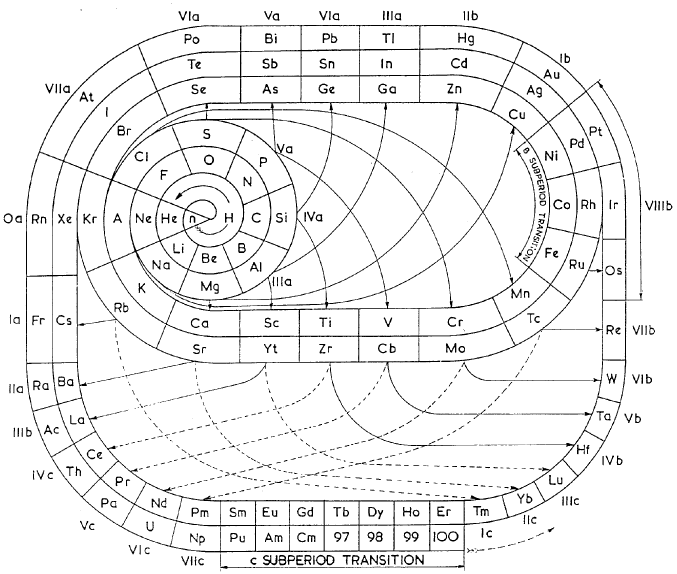 VIa Va VIa IIIa IIb
Po Bi Pb Tl Hg Ib
Te Sb Sn In Cd Au
Se As Ge Ga Zn Ag
VIIa At I Br Cu Pt
Cl S P Va Ni Pd
F O N B SUBPERIOD TRANSITION
Oa Rn Xe Kr A Ne He n H C Si IVa Co Rh Ir VIIIb
Li Be B Fe
Na Mg Al IIIa Ru Os
K Mn
Rb Tc
Ia Fr Cs Ca Sc Ti V Cr Re VIIb
Sr Yt Zr Cb Mo
IIa Ra Ba W VIb
IIIb Ac La Ta Vb
IVc Th Ce Hf IVb
Vc Pa Pr Lu IIIc
VIc U Nd Yb IIc
Pm Sm Eu Gd Tb Dy Ho Er Tm Ic
VIIc Np Pu Am Cm 97 98 99 100
c SUBPERIOD TRANSITION